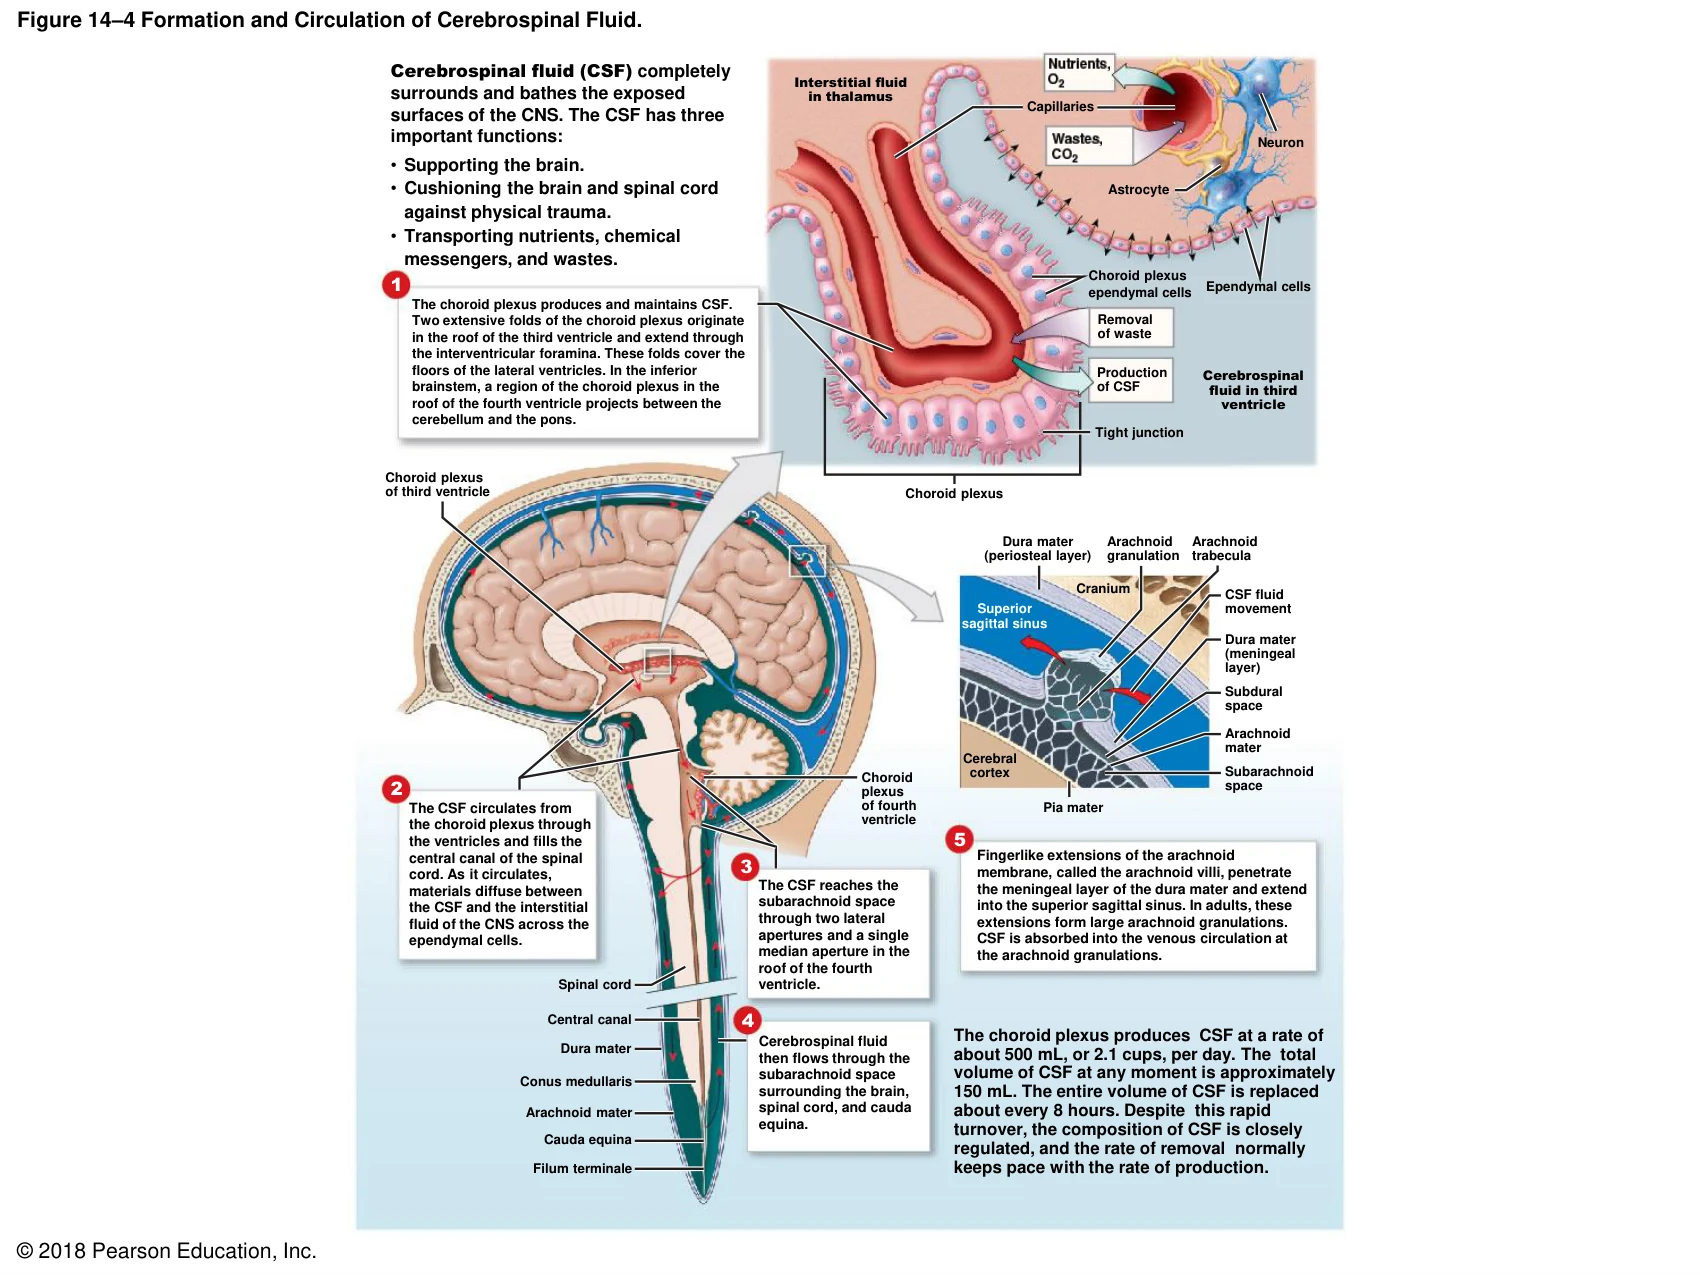 Figure 14–4 Formation and Circulation of Cerebrospinal Fluid.
Cerebrospinal fluid (CSF) completely
surrounds and bathes the exposed
surfaces of the CNS. The CSF has three
important functions:
• Supporting the brain.
• Cushioning the brain and spinal cord
against physical trauma.
• Transporting nutrients, chemical
messengers, and wastes.
1
The choroid plexus produces and maintains CSF.
Two extensive folds of the choroid plexus originate
in the roof of the third ventricle and extend through
the interventricular foramina. These folds cover the
floors of the lateral ventricles. In the inferior
brainstem, a region of the choroid plexus in the
roof of the fourth ventricle projects between the
cerebellum and the pons.
Interstitial fluid
in thalamus
Nutrients,
O2
Capillaries
Wastes,
CO2
Neuron
Astrocyte
Choroid plexus
ependymal cells
Ependymal cells
Removal
of waste
Production
of CSF
Cerebrospinal
fluid in third
ventricle
Tight junction
Choroid plexus
Choroid plexus
of third ventricle
Dura mater
(periosteal layer)
Arachnoid
granulation
Arachnoid
trabecula
Cranium
Superior
sagittal sinus
CSF fluid
movement
Dura mater
(meningeal
layer)
Subdural
space
Arachnoid
mater
Subarachnoid
space
Cerebral
cortex
Pia mater
Choroid
plexus
of fourth
ventricle
2
The CSF circulates from
the choroid plexus through
the ventricles and fills the
central canal of the spinal
cord. As it circulates,
materials diffuse between
the CSF and the interstitial
fluid of the CNS across the
ependymal cells.
3
The CSF reaches the
subarachnoid space
through two lateral
apertures and a single
median aperture in the
roof of the fourth
ventricle.
4
Cerebrospinal fluid
then flows through the
subarachnoid space
surrounding the brain,
spinal cord, and cauda
equina.
5
Fingerlike extensions of the arachnoid
membrane, called the arachnoid villi, penetrate
the meningeal layer of the dura mater and extend
into the superior sagittal sinus. In adults, these
extensions form large arachnoid granulations.
CSF is absorbed into the venous circulation at
the arachnoid granulations.
Spinal cord
Central canal
Dura mater
Conus medullaris
Arachnoid mater
Cauda equina
Filum terminale
The choroid plexus produces CSF at a rate of
about 500 mL, or 2.1 cups, per day. The total
volume of CSF at any moment is approximately
150 mL. The entire volume of CSF is replaced
about every 8 hours. Despite this rapid
turnover, the composition of CSF is closely
regulated, and the rate of removal normally
keeps pace with the rate of production.
© 2018 Pearson Education, Inc.